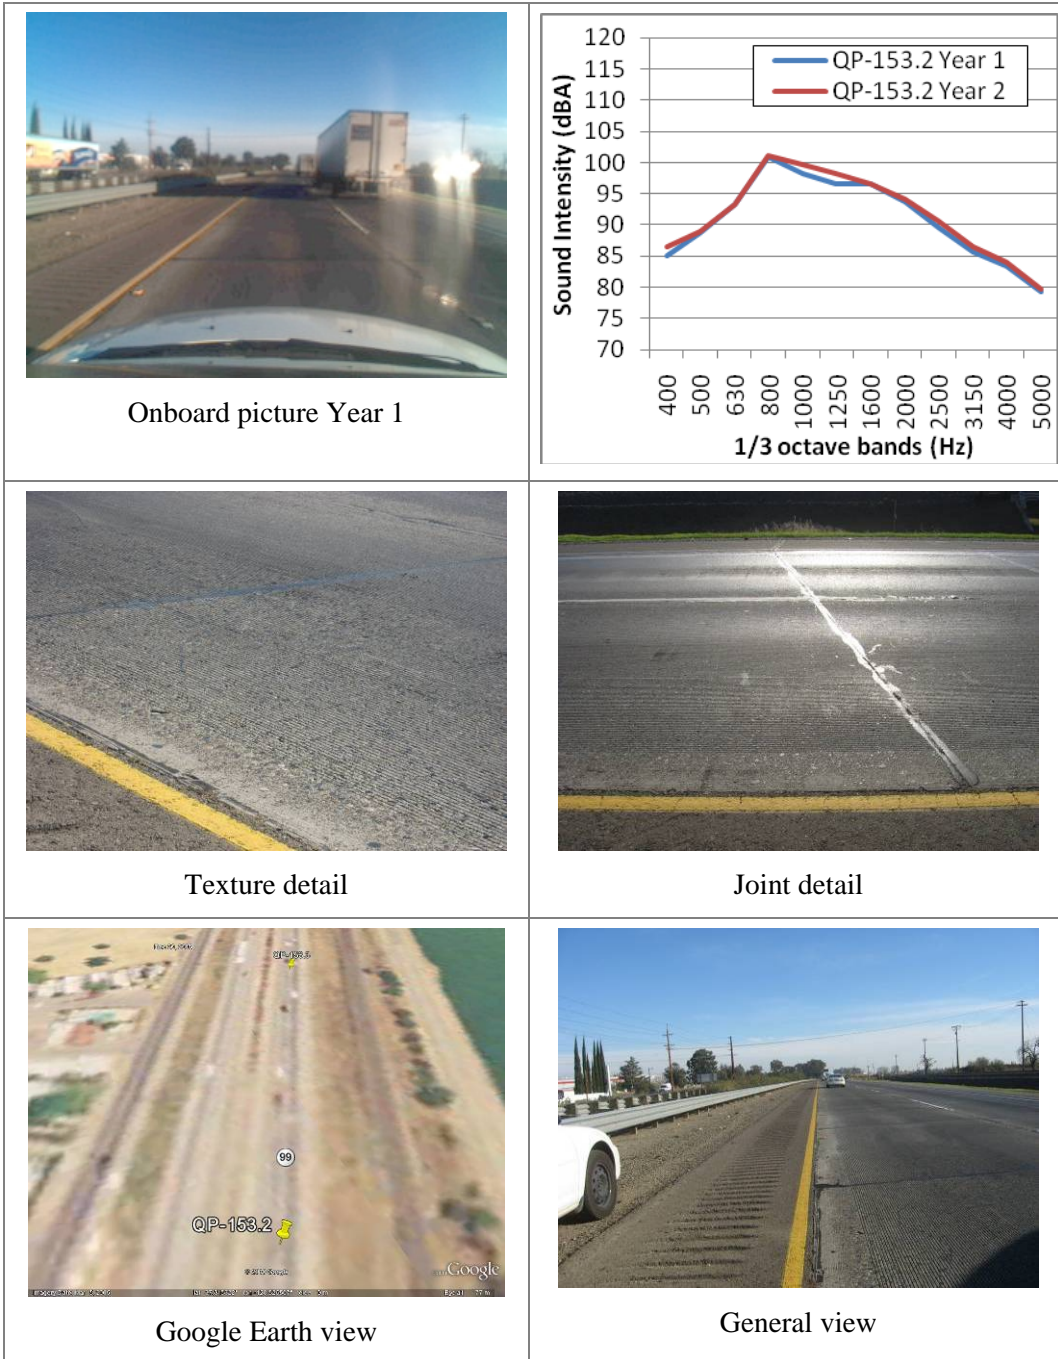 120
115
110
105
100
95
90
85
80
75
70
Sound Intensity (dBA)
QP-153.2 Year 1
QP-153.2 Year 2
400
500
630
800
1000
1250
1600
2000
2500
3150
4000
5000
1/3 octave bands (Hz)
Onboard picture Year 1
Texture detail
Joint detail
99
QP-153.2
Google
Google Earth view
General view